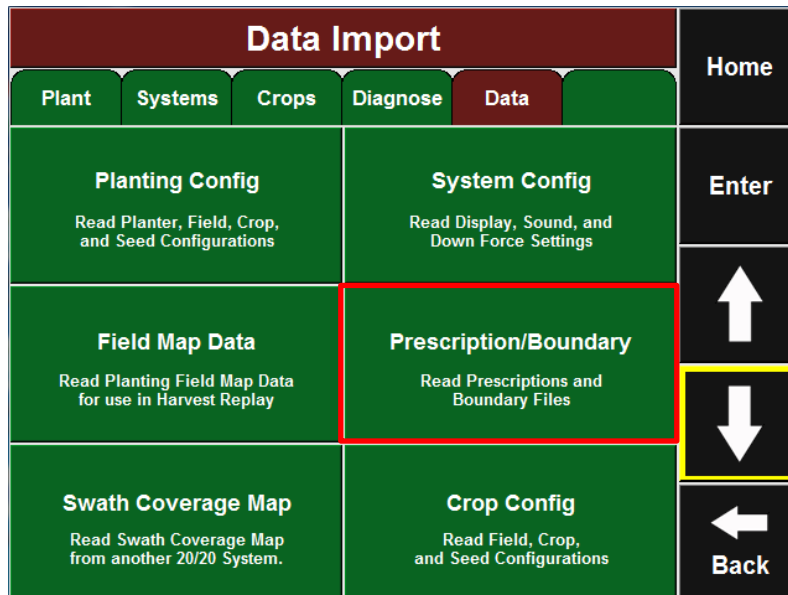 Data Import
Home
Plant
Systems
Crops
Diagnose
Data
Planting Config
Read Planter, Field, Crop,
and Seed Configurations
System Config
Read Display, Sound, and
Down Force Settings
Enter
Field Map Data
Read Planting Field Map Data
for use in Harvest Replay
Prescription/Boundary
Read Prescriptions and
Boundary Files
Swath Coverage Map
Read Swath Coverage Map
from another 20/20 System.
Crop Config
Read Field, Crop,
and Seed Configurations
Back